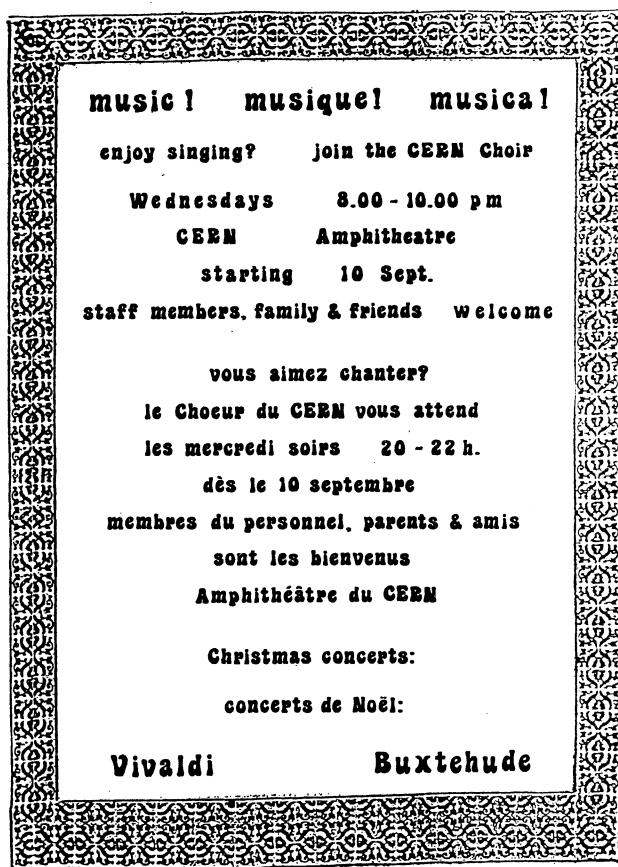 music! musique! musica!
enjoy singing? join the CERN Choir
Wednesdays 8.00 - 10.00 pm
CERN Amphitheatre
starting 10 Sept.
staff members, family & friends welcome
vous aimez chanter?
le Choeur du CERN vous attend
les mercredi soirs 20 - 22 h.
dès le 10 septembre
membres du personnel, parents & amis
sont les bienvenus
Amphithéâtre du CERN
Christmas concerts:
concerts de Noël:
Vivaldi Buxtehude